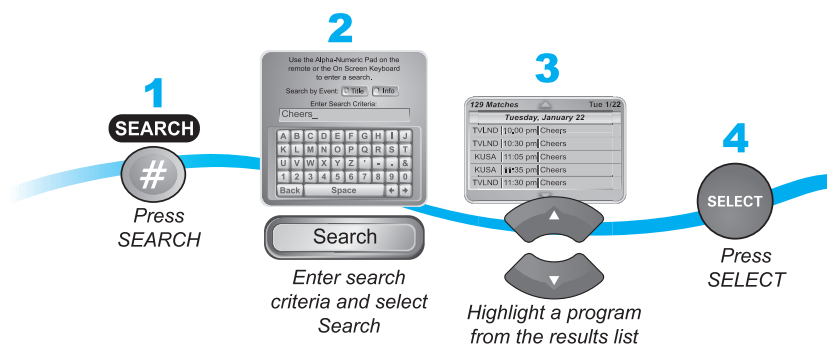 1
SEARCH
#
Press
SEARCH
2
Use the Alpha-Numeric Pad on the
remote or the On Screen Keyboard
to enter a search.
Search by Event: Title Info
Enter Search Criteria:
Cheers_
A B C D E F G H I J
K L M N O P Q R S T
U V W X Y Z ' - . &
1 2 3 4 5 6 7 8 9 0
Back Space
Search
Enter search
criteria and select
Search
3
129 Matches Tue 1/22
Tuesday, January 22
TVLND 10:00 pm Cheers
TVLND 10:30 pm Cheers
KUSA 11:05 pm Cheers
KUSA 11:35 pm Cheers
TVLND 11:30 pm Cheers
Highlight a program
from the results list
4
SELECT
Press
SELECT